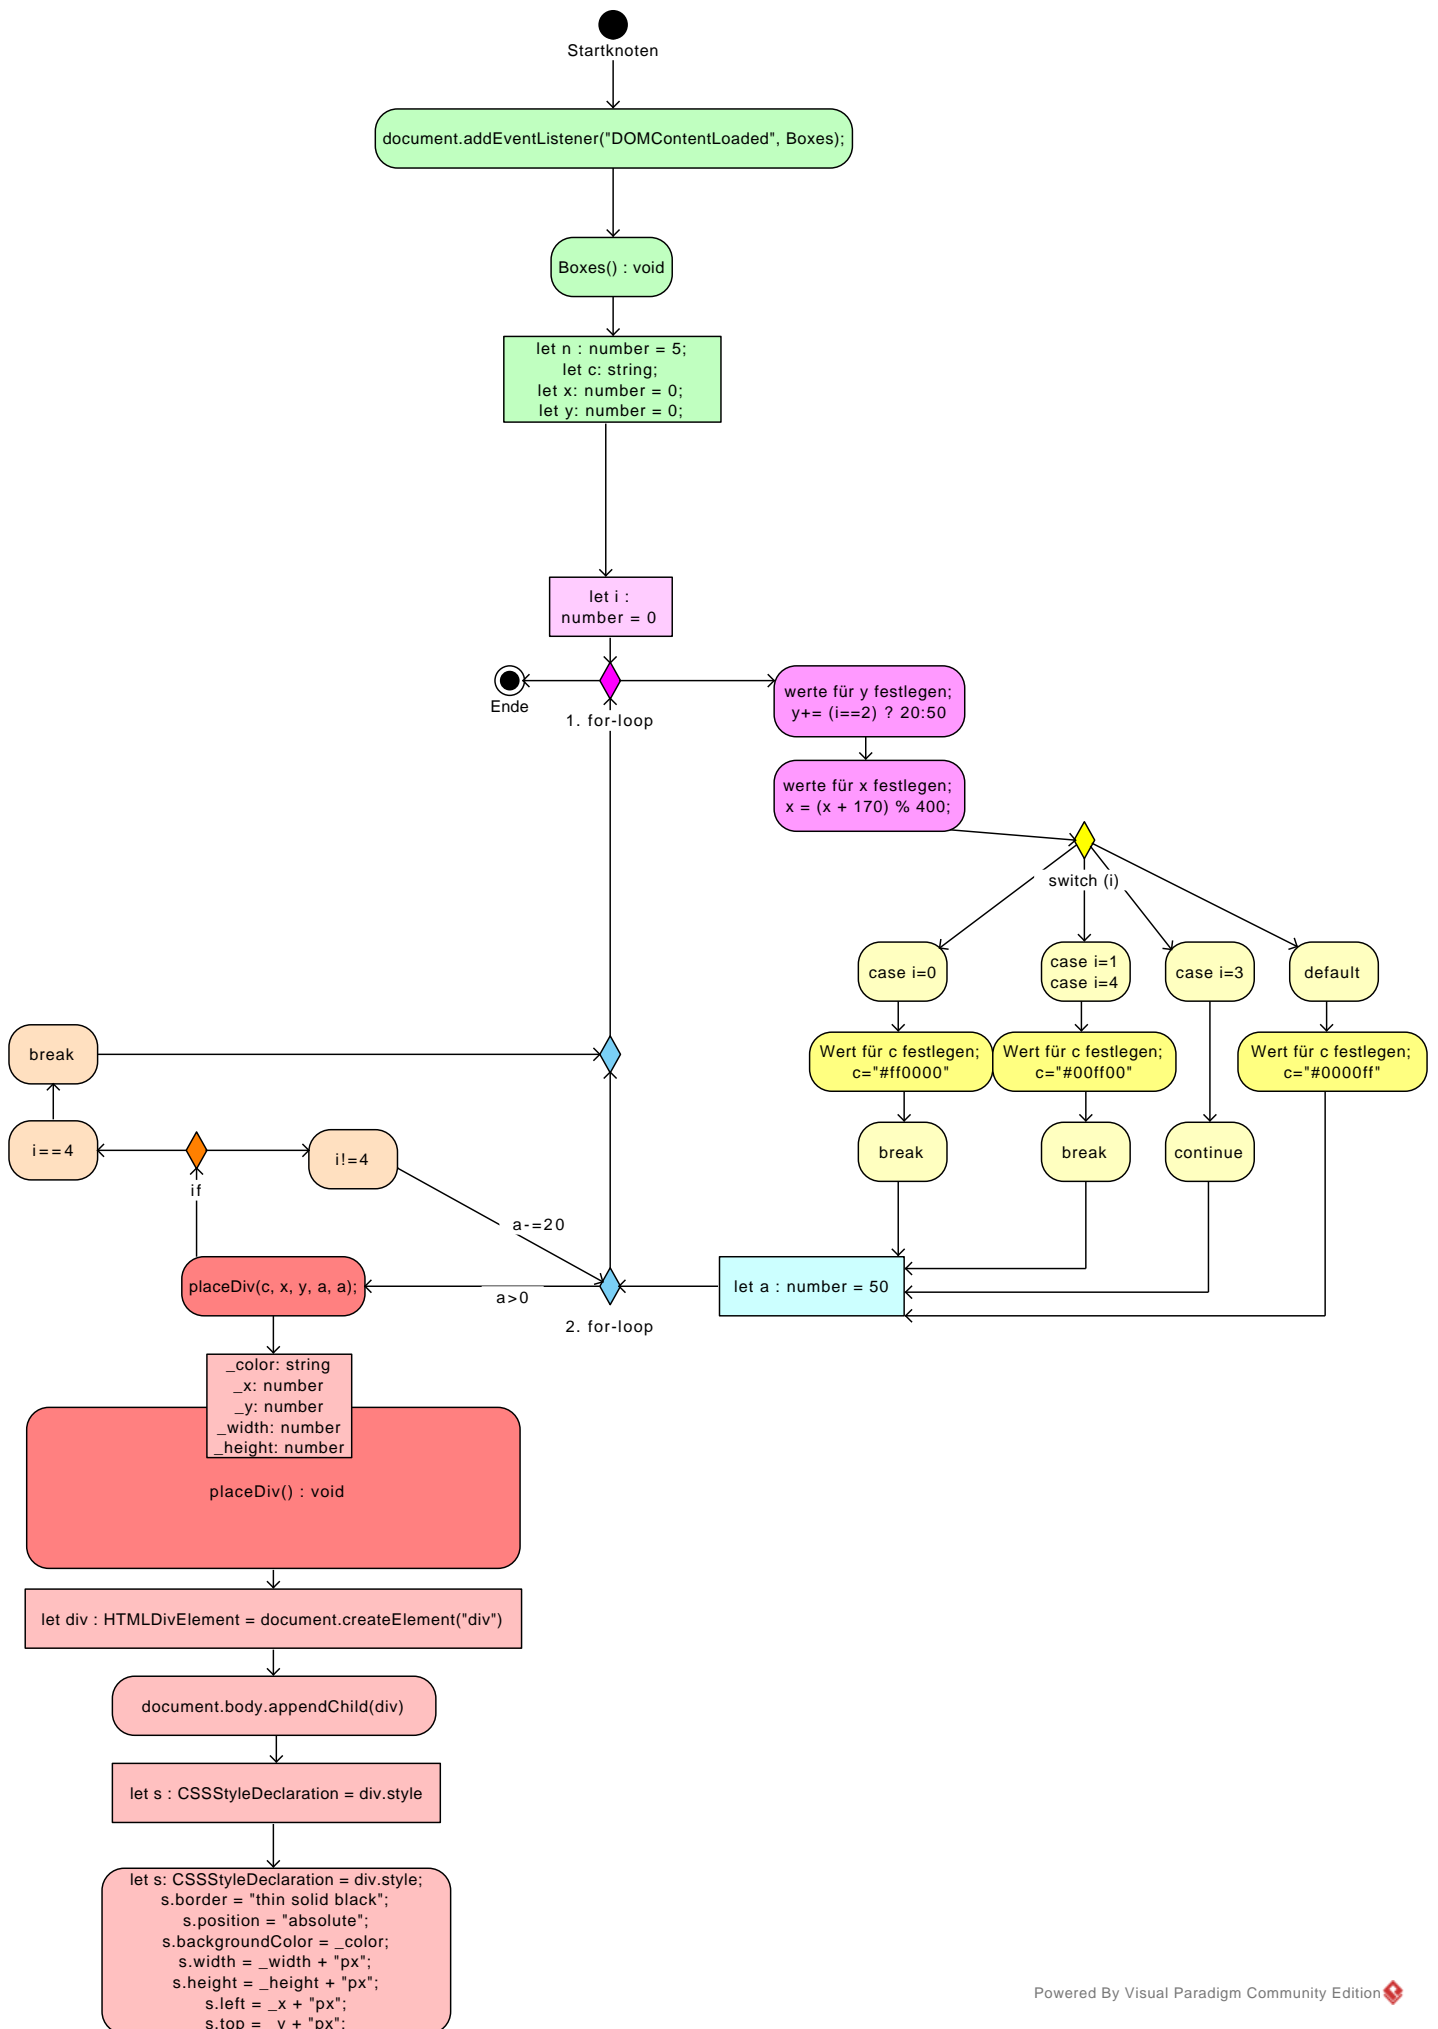 Startknoten
document.addEventListener("DOMContentLoaded", Boxes);
Boxes() : void
let n : number = 5;
let c: string;
let x: number = 0;
let y: number = 0;
let i :
number = 0
Ende
1. for-loop
werte für y festlegen;
y+= (i==2) ? 20:50
werte für x festlegen;
x = (x + 170) % 400;
switch (i)
case i=0
case i=1
case i=4
case i=3
default
Wert für c festlegen;
c="#ff0000"
Wert für c festlegen;
c="#00ff00"
Wert für c festlegen;
c="#0000ff"
break
break
continue
break
i==4
if
i!=4
a-=20
let a : number = 50
a>0
2. for-loop
placeDiv(c, x, y, a, a);
_color: string
_x: number
_y: number
_width: number
_height: number
placeDiv() : void
let div : HTMLDivElement = document.createElement("div")
document.body.appendChild(div)
let s : CSSStyleDeclaration = div.style
let s: CSSStyleDeclaration = div.style;
s.border = "thin solid black";
s.position = "absolute";
s.backgroundColor = _color;
s.width = _width + "px";
s.height = _height + "px";
s.left = _x + "px";
s.top = _y + "px";
Powered By Visual Paradigm Community Edition